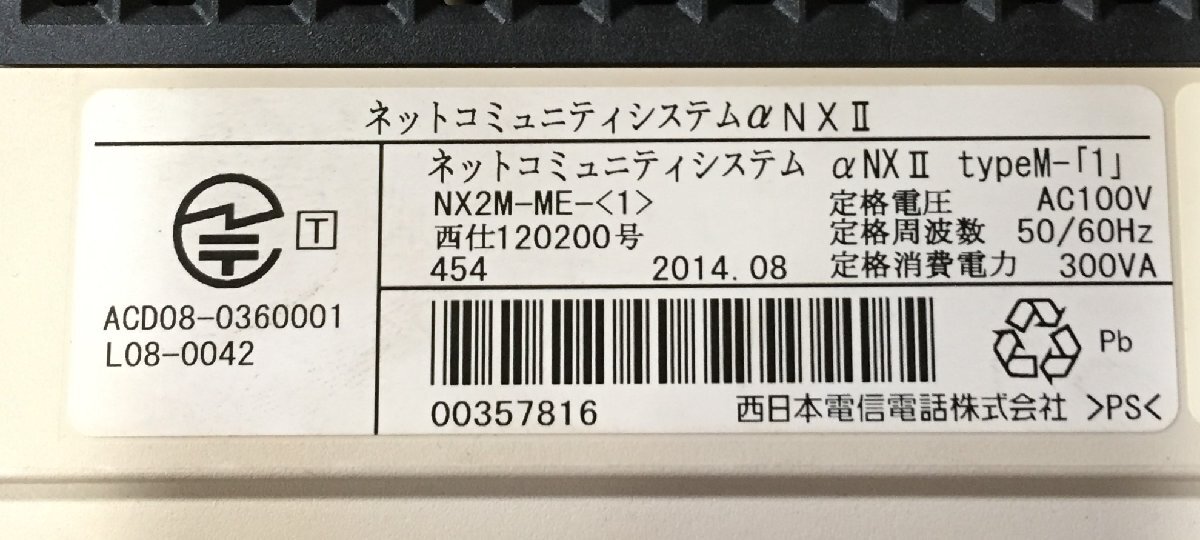 ネットコミュニティシステムαNXⅡ
T
ACD08-0360001
L08-0042
ネットコミュニティシステム αNXⅡ typeM-「1」
NX2M-ME-<1> 定格電圧 AC100V
西仕120200号 定格周波数 50/60Hz
454 2014.08 定格消費電力 300VA
Pb
00357816 西日本電信電話株式会社 >PS<